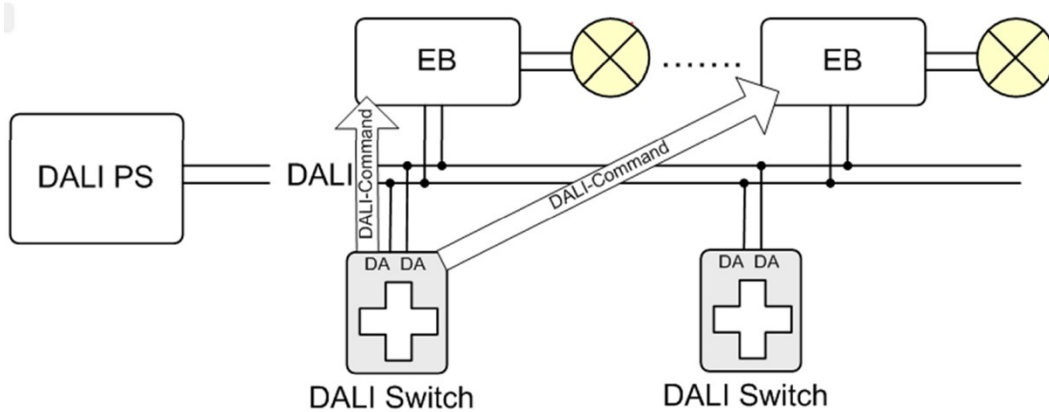 EB
EB
.......
DALI PS
DALI
DALI-Command
DALI-Command
DA DA
DA DA
DALI Switch
DALI Switch